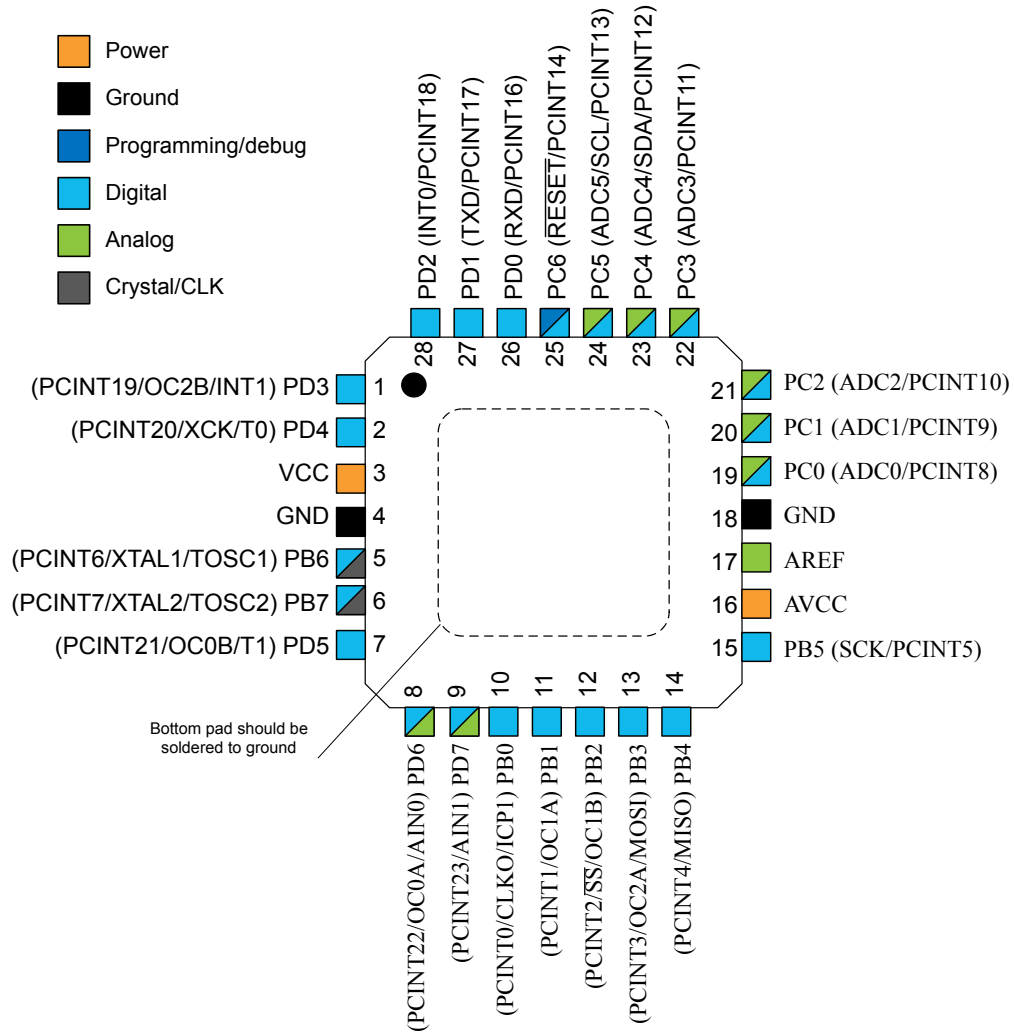 Power
Ground
Programming/debug
Digital
Analog
Crystal/CLK
PD2 (INT0/PCINT18)
PD1 (TXD/PCINT17)
PD0 (RXD/PCINT16)
PC6 (RESET/PCINT14)
PC5 (ADC5/SCL/PCINT13)
PC4 (ADC4/SDA/PCINT12)
PC3 (ADC3/PCINT11)
28
27
26
25
24
23
22
(PCINT19/OC2B/INT1) PD3
1
(PCINT20/XCK/T0) PD4
2
VCC
3
GND
4
(PCINT6/XTAL1/TOSC1) PB6
5
(PCINT7/XTAL2/TOSC2) PB7
6
(PCINT21/OC0B/T1) PD5
7
21
PC2 (ADC2/PCINT10)
20
PC1 (ADC1/PCINT9)
19
PC0 (ADC0/PCINT8)
18
GND
17
AREF
16
AVCC
15
PB5 (SCK/PCINT5)
8
9
10
11
12
13
14
Bottom pad should be
soldered to ground
(PCINT22/OC0A/AIN0) PD6
(PCINT23/AIN1) PD7
(PCINT0/CLKO/ICP1) PB0
(PCINT1/OC1A) PB1
(PCINT2/SS/OC1B) PB2
(PCINT3/OC2A/MOSI) PB3
(PCINT4/MISO) PB4